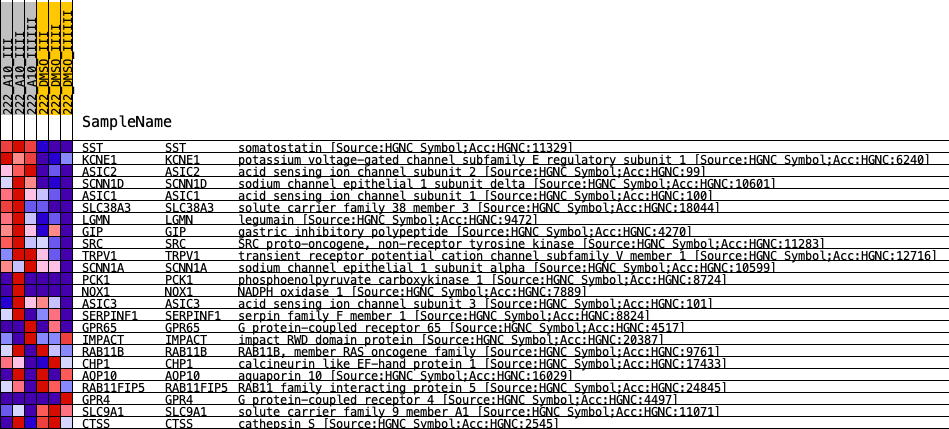 222_A10_III
222_A10_IIII
222_A10_IIIIII
222_DMSO_III
222_DMSO_IIII
222_DMSO_IIIIII
SampleName
SST SST somatostatin [Source:HGNC Symbol;Acc:HGNC:11329]
KCNE1 KCNE1 potassium voltage-gated channel subfamily E regulatory subunit 1 [Source:HGNC Symbol;Acc:HGNC:6240]
ASIC2 ASIC2 acid sensing ion channel subunit 2 [Source:HGNC Symbol;Acc:HGNC:99]
SCNN1D SCNN1D sodium channel epithelial 1 subunit delta [Source:HGNC Symbol;Acc:HGNC:10601]
ASIC1 ASIC1 acid sensing ion channel subunit 1 [Source:HGNC Symbol;Acc:HGNC:100]
SLC38A3 SLC38A3 solute carrier family 38 member 3 [Source:HGNC Symbol;Acc:HGNC:18044]
LGMN LGMN legumain [Source:HGNC Symbol;Acc:HGNC:9472]
GIP GIP gastric inhibitory polypeptide [Source:HGNC Symbol;Acc:HGNC:4270]
SRC SRC SRC proto-oncogene, non-receptor tyrosine kinase [Source:HGNC Symbol;Acc:HGNC:11283]
TRPV1 TRPV1 transient receptor potential cation channel subfamily V member 1 [Source:HGNC Symbol;Acc:HGNC:12716]
SCNN1A SCNN1A sodium channel epithelial 1 subunit alpha [Source:HGNC Symbol;Acc:HGNC:10599]
PCK1 PCK1 phosphoenolpyruvate carboxykinase 1 [Source:HGNC Symbol;Acc:HGNC:8724]
NOX1 NOX1 NADPH oxidase 1 [Source:HGNC Symbol;Acc:HGNC:7889]
ASIC3 ASIC3 acid sensing ion channel subunit 3 [Source:HGNC Symbol;Acc:HGNC:101]
SERPINF1 SERPINF1 serpin family F member 1 [Source:HGNC Symbol;Acc:HGNC:8824]
GPR65 GPR65 G protein-coupled receptor 65 [Source:HGNC Symbol;Acc:HGNC:4517]
IMPACT IMPACT impact RWD domain protein [Source:HGNC Symbol;Acc:HGNC:20387]
RAB11B RAB11B RAB11B, member RAS oncogene family [Source:HGNC Symbol;Acc:HGNC:9761]
CHP1 CHP1 calcineurin like EF-hand protein 1 [Source:HGNC Symbol;Acc:HGNC:17433]
AQP10 AQP10 aquaporin 10 [Source:HGNC Symbol;Acc:HGNC:16029]
RAB11FIP5 RAB11FIP5 RAB11 family interacting protein 5 [Source:HGNC Symbol;Acc:HGNC:24845]
GPR4 GPR4 G protein-coupled receptor 4 [Source:HGNC Symbol;Acc:HGNC:4497]
SLC9A1 SLC9A1 solute carrier family 9 member A1 [Source:HGNC Symbol;Acc:HGNC:11071]
CTSS CTSS cathepsin S [Source:HGNC Symbol;Acc:HGNC:2545]